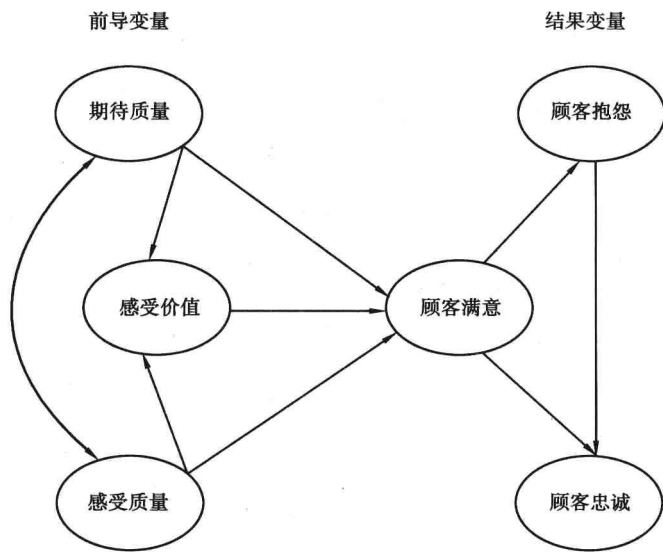 前导变量
结果变量
期待质量
顾客抱怨
感受价值
顾客满意
感受质量
顾客忠诚